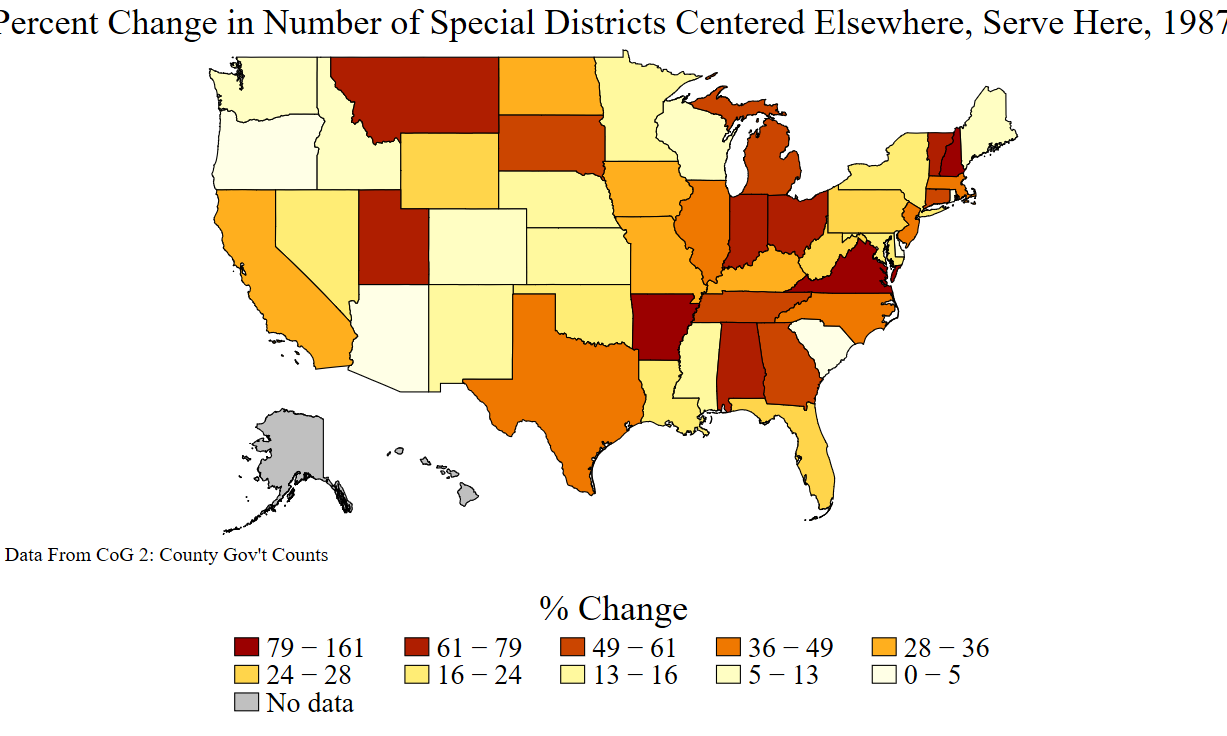 Percent Change in Number of Special Districts Centered Elsewhere, Serve Here, 1987
Data From CoG 2: County Gov't Counts
% Change
79 − 161 61 − 79 49 − 61 36 − 49 28 − 36
24 − 28 16 − 24 13 − 16 5 − 13 0 − 5
No data